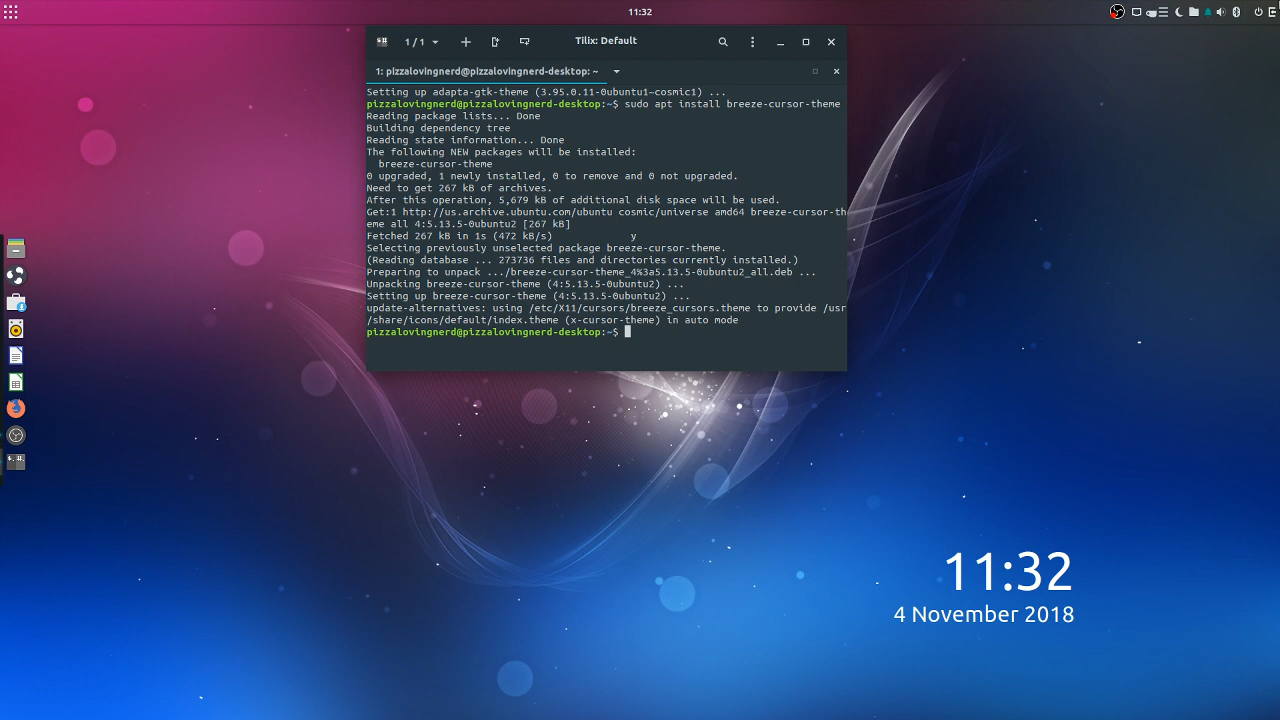 11:32
1 / 1
Tilix: Default
1: pizzalovingnerd@pizzalovingnerd-desktop: ~
Setting up adapta-gtk-theme (3.95.0.11-0ubuntu1~cosmic1) ...
pizzalovingnerd@pizzalovingnerd-desktop:~$ sudo apt install breeze-cursor-theme
Reading package lists... Done
Building dependency tree
Reading state information... Done
The following NEW packages will be installed:
breeze-cursor-theme
0 upgraded, 1 newly installed, 0 to remove and 0 not upgraded.
Need to get 267 kB of archives.
After this operation, 5,679 kB of additional disk space will be used.
Get:1 http://us.archive.ubuntu.com/ubuntu cosmic/universe amd64 breeze-cursor-th
eme all 4:5.13.5-0ubuntu2 [267 kB]
Fetched 267 kB in 1s (472 kB/s) y
Selecting previously unselected package breeze-cursor-theme.
(Reading database ... 273736 files and directories currently installed.)
Preparing to unpack .../breeze-cursor-theme_4%3a5.13.5-0ubuntu2_all.deb ...
Unpacking breeze-cursor-theme (4:5.13.5-0ubuntu2) ...
Setting up breeze-cursor-theme (4:5.13.5-0ubuntu2) ...
update-alternatives: using /etc/X11/cursors/breeze_cursors.theme to provide /usr
/share/icons/default/index.theme (x-cursor-theme) in auto mode
pizzalovingnerd@pizzalovingnerd-desktop:~$
11:32
4 November 2018